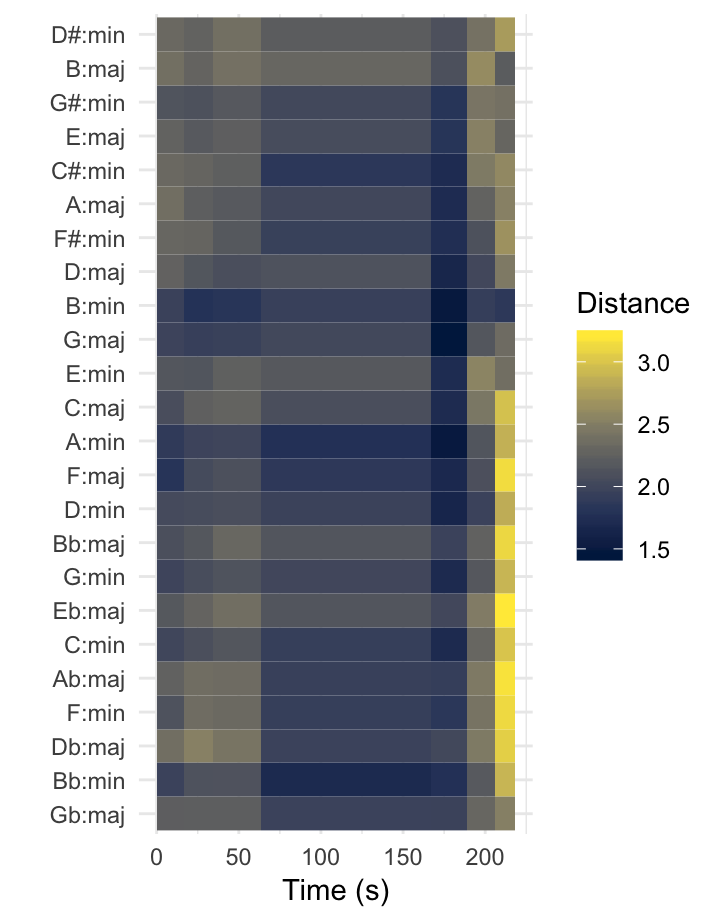 D#:min
B:maj
G#:min
E:maj
C#:min
A:maj
F#:min
D:maj
B:min
G:maj
E:min
C:maj
A:min
F:maj
D:min
Bb:maj
G:min
Eb:maj
C:min
Ab:maj
F:min
Db:maj
Bb:min
Gb:maj
0 50 100 150 200
Time (s)
Distance
3.0
2.5
2.0
1.5